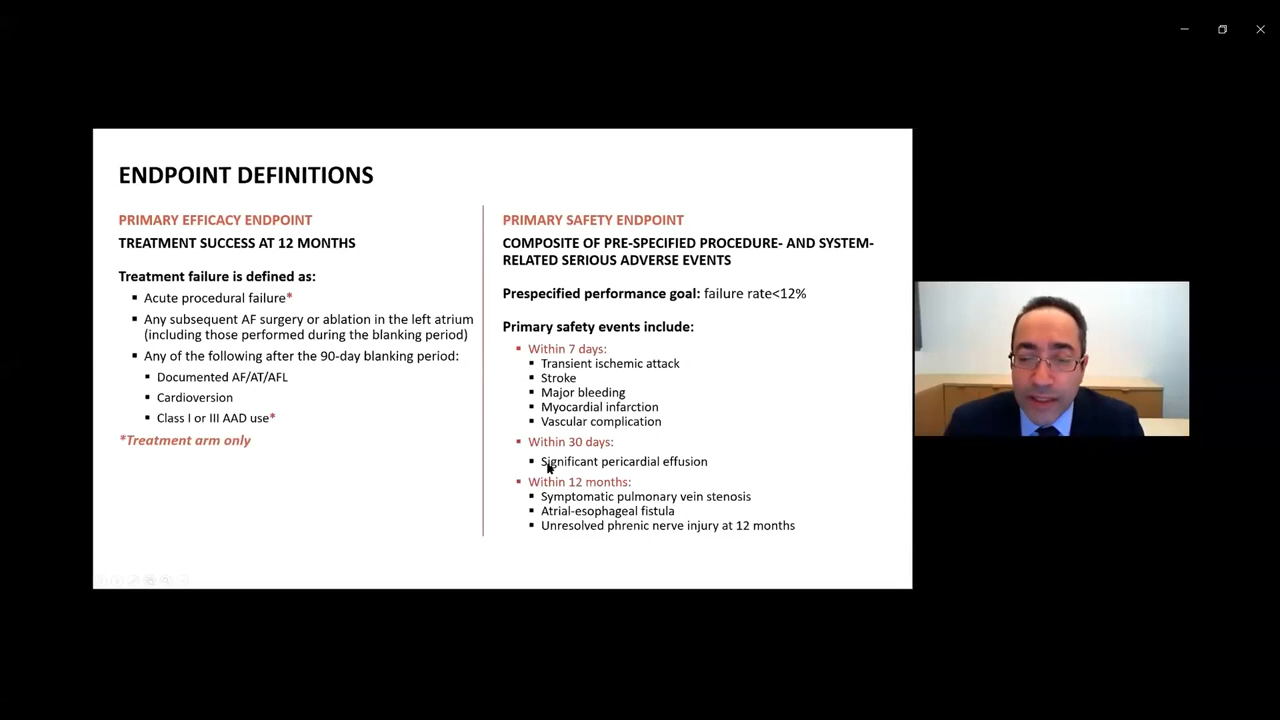 ENDPOINT DEFINITIONS
PRIMARY EFFICACY ENDPOINT
TREATMENT SUCCESS AT 12 MONTHS
Treatment failure is defined as:
▪ Acute procedural failure*
▪ Any subsequent AF surgery or ablation in the left atrium
(including those performed during the blanking period)
▪ Any of the following after the 90-day blanking period:
▪ Documented AF/AT/AFL
▪ Cardioversion
▪ Class I or III AAD use*
*Treatment arm only
PRIMARY SAFETY ENDPOINT
COMPOSITE OF PRE-SPECIFIED PROCEDURE- AND SYSTEM-
RELATED SERIOUS ADVERSE EVENTS
Prespecified performance goal: failure rate<12%
Primary safety events include:
▪ Within 7 days:
▪ Transient ischemic attack
▪ Stroke
▪ Major bleeding
▪ Myocardial infarction
▪ Vascular complication
▪ Within 30 days:
▪ Significant pericardial effusion
▪ Within 12 months:
▪ Symptomatic pulmonary vein stenosis
▪ Atrial-esophageal fistula
▪ Unresolved phrenic nerve injury at 12 months